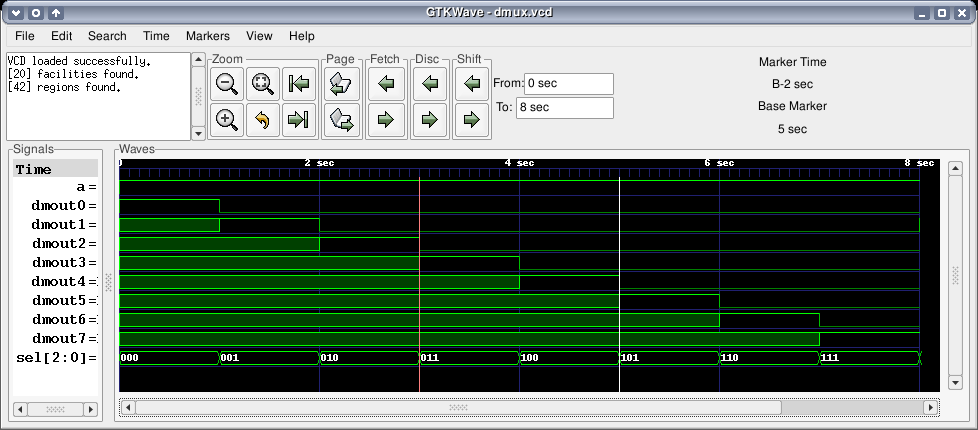 GTKWave - dmux.vcd
File Edit Search Time Markers View Help
VCD loaded successfully.
[20] facilities found.
[42] regions found.
Zoom
Page
Fetch
Disc
Shift
From: 0 sec
To: 8 sec
Marker Time
B-2 sec
Base Marker
5 sec
Signals
Waves
Time
0 2 sec 4 sec 6 sec 8 sec
a =
dmout0 =
dmout1 =
dmout2 =
dmout3 =
dmout4 =
dmout5 =
dmout6 =
dmout7 =
sel[2:0]= 000 001 010 011 100 101 110 111